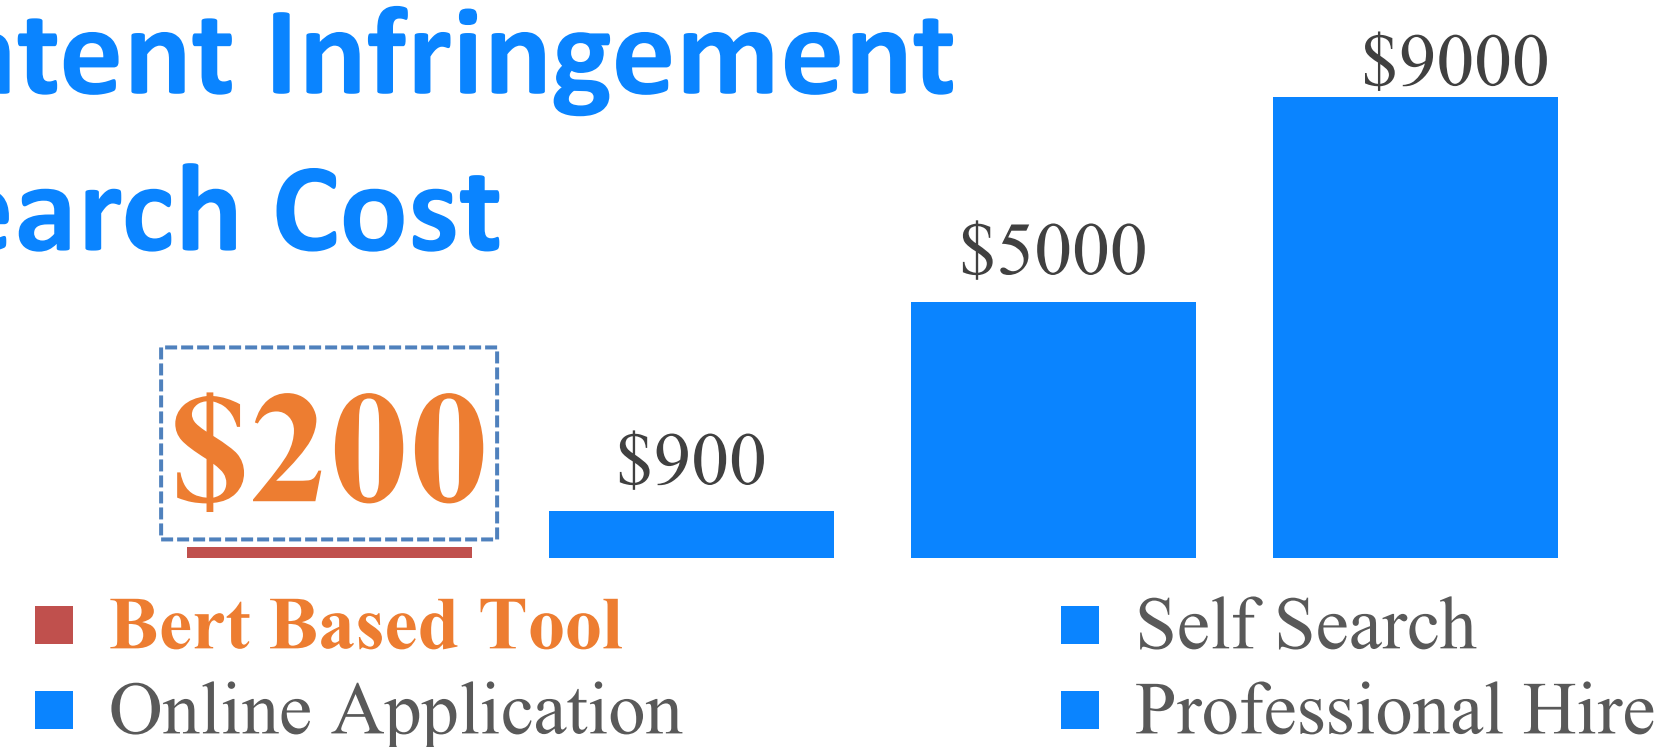 tent Infringement
earch Cost
$9000
$5000
$200
$900
Bert Based Tool
Self Search
Online Application
Professional Hire